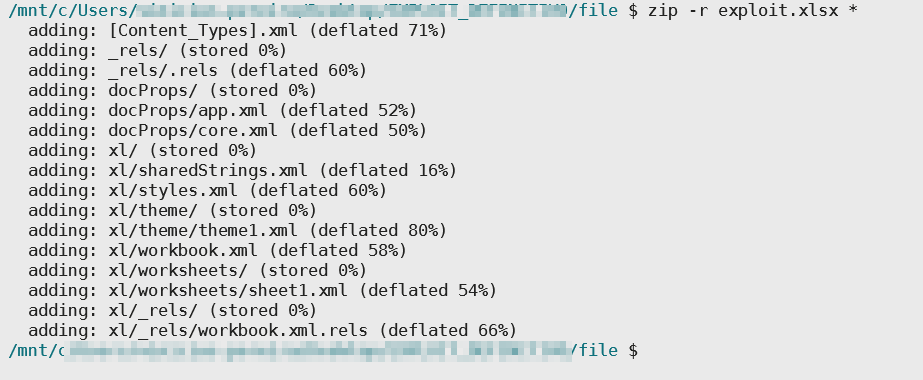 /mnt/c/Users/ /file $ zip -r exploit.xlsx *
adding: [Content_Types].xml (deflated 71%)
adding: _rels/ (stored 0%)
adding: _rels/.rels (deflated 60%)
adding: docProps/ (stored 0%)
adding: docProps/app.xml (deflated 52%)
adding: docProps/core.xml (deflated 50%)
adding: xl/ (stored 0%)
adding: xl/sharedStrings.xml (deflated 16%)
adding: xl/styles.xml (deflated 60%)
adding: xl/theme/ (stored 0%)
adding: xl/theme/theme1.xml (deflated 80%)
adding: xl/workbook.xml (deflated 58%)
adding: xl/worksheets/ (stored 0%)
adding: xl/worksheets/sheet1.xml (deflated 54%)
adding: xl/_rels/ (stored 0%)
adding: xl/_rels/workbook.xml.rels (deflated 66%)
/mnt/c /file $